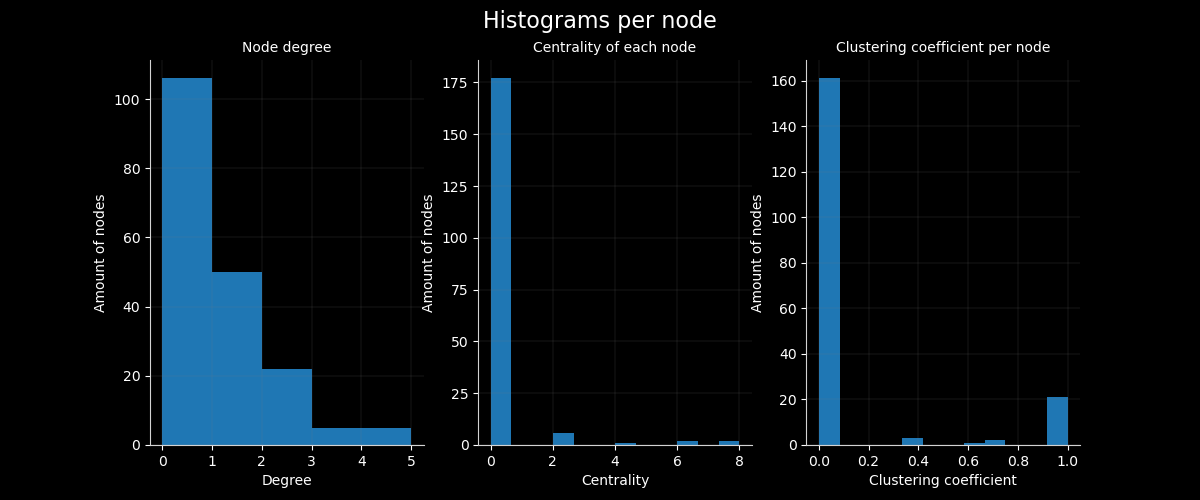 Histograms per node
Node degree
Amount of nodes
100
80
60
40
20
0
0 1 2 3 4 5
Degree
Centrality of each node
Amount of nodes
175
150
125
100
75
50
25
0
0 2 4 6 8
Centrality
Clustering coefficient per node
Amount of nodes
160
140
120
100
80
60
40
20
0
0.0 0.2 0.4 0.6 0.8 1.0
Clustering coefficient